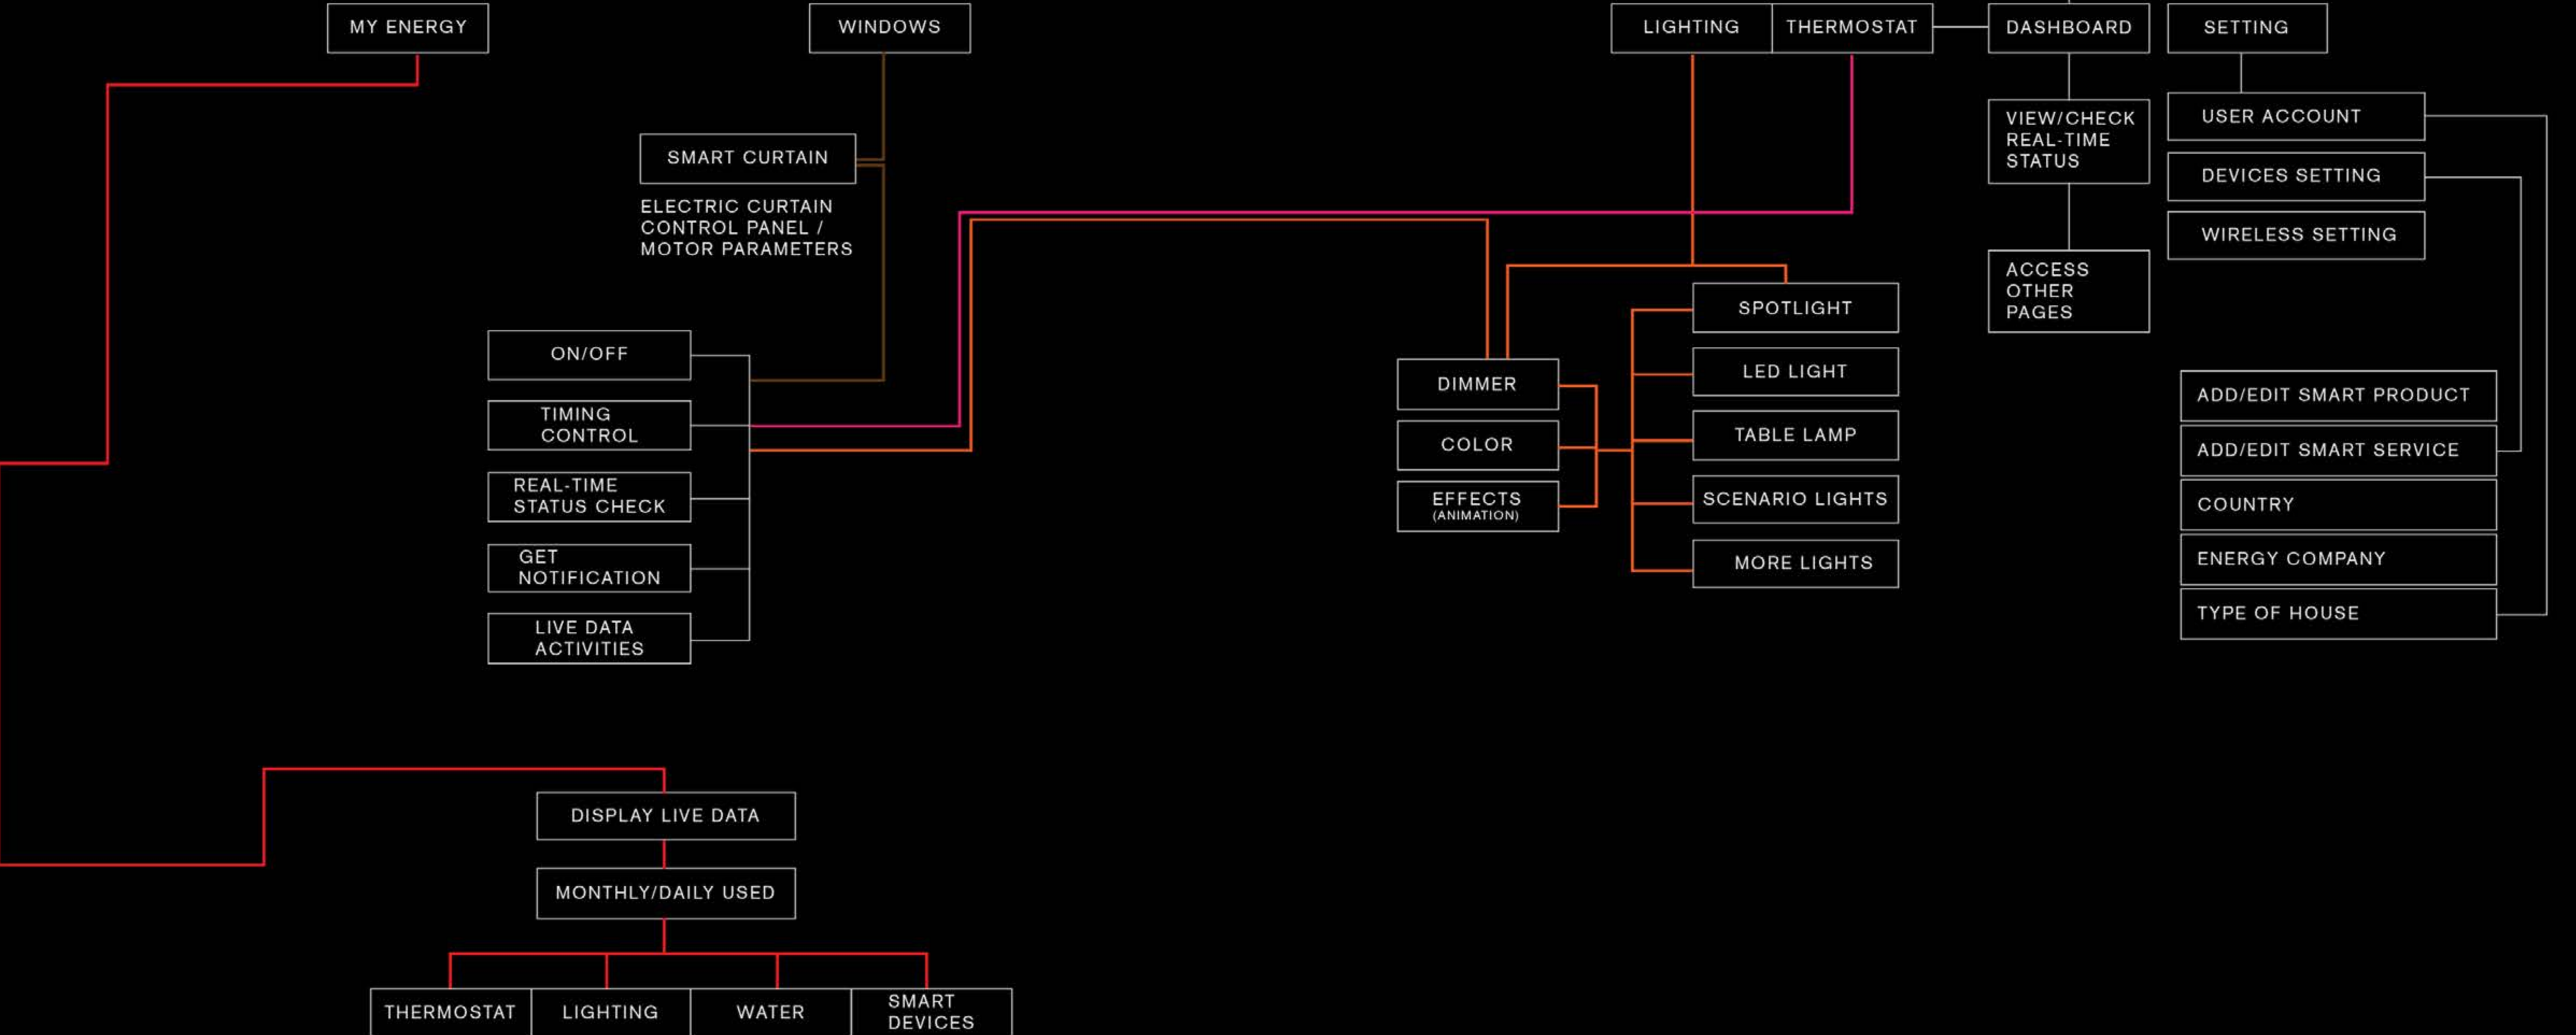 MY ENERGY
WINDOWS
LIGHTING
THERMOSTAT
DASHBOARD
SETTING
SMART CURTAIN
ELECTRIC CURTAIN
CONTROL PANEL /
MOTOR PARAMETERS
VIEW/CHECK
REAL-TIME
STATUS
ACCESS
OTHER
PAGES
USER ACCOUNT
DEVICES SETTING
WIRELESS SETTING
ON/OFF
TIMING
CONTROL
REAL-TIME
STATUS CHECK
GET
NOTIFICATION
LIVE DATA
ACTIVITIES
DIMMER
COLOR
EFFECTS
(ANIMATION)
SPOTLIGHT
LED LIGHT
TABLE LAMP
SCENARIO LIGHTS
MORE LIGHTS
ADD/EDIT SMART PRODUCT
ADD/EDIT SMART SERVICE
COUNTRY
ENERGY COMPANY
TYPE OF HOUSE
DISPLAY LIVE DATA
MONTHLY/DAILY USED
THERMOSTAT
LIGHTING
WATER
SMART
DEVICES